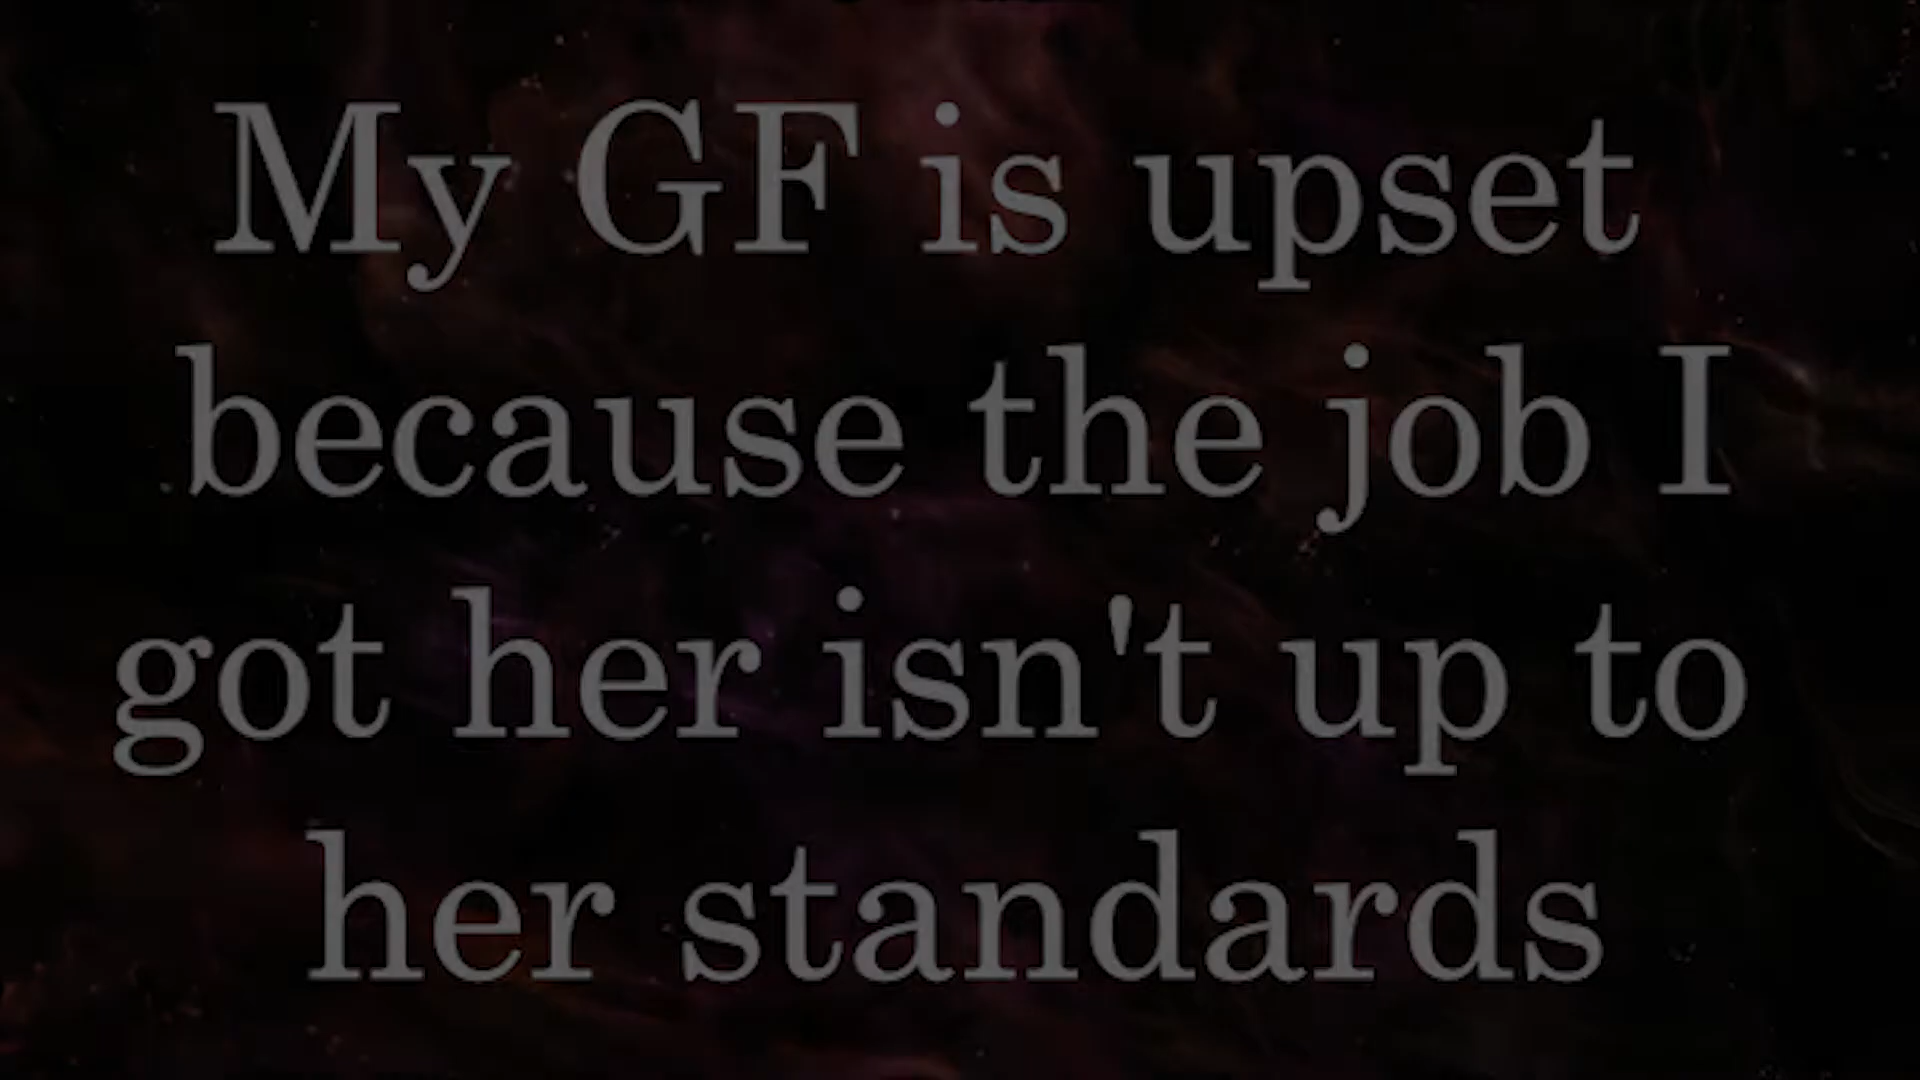 My GF is upset
because the job I
got her isn't up to
her standards